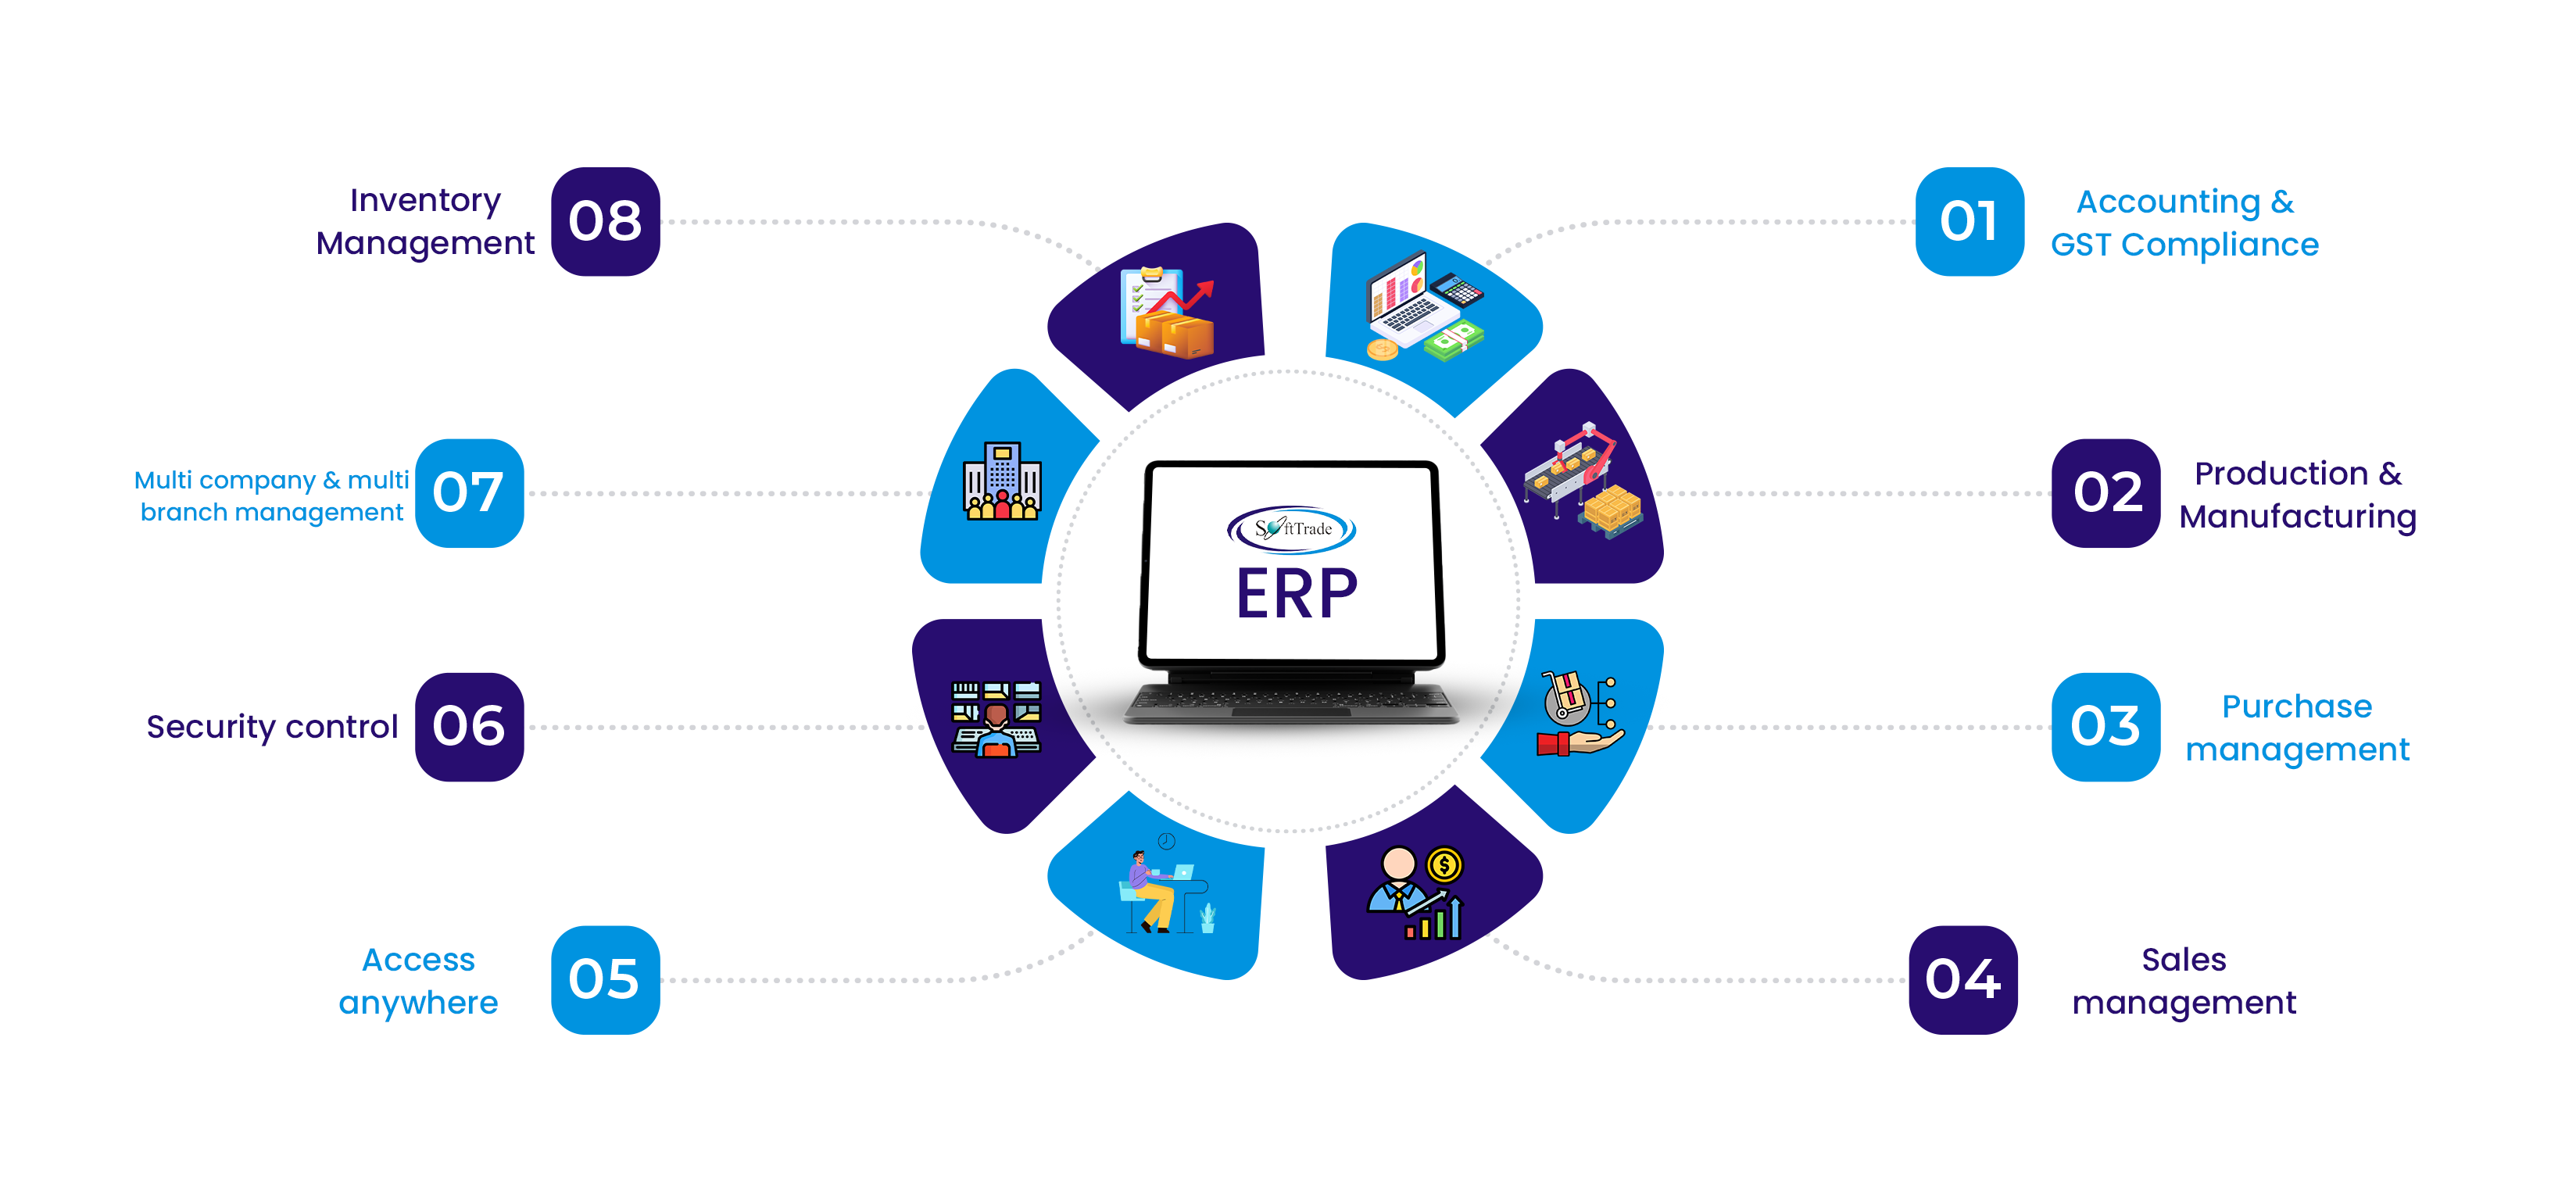 01
Accounting &
GST Compliance
02
Production &
Manufacturing
03
Purchase
management
04
Sales
management
05
Access
anywhere
06
Security control
07
Multi company & multi
branch management
08
Inventory
Management
SoftTrade
ERP